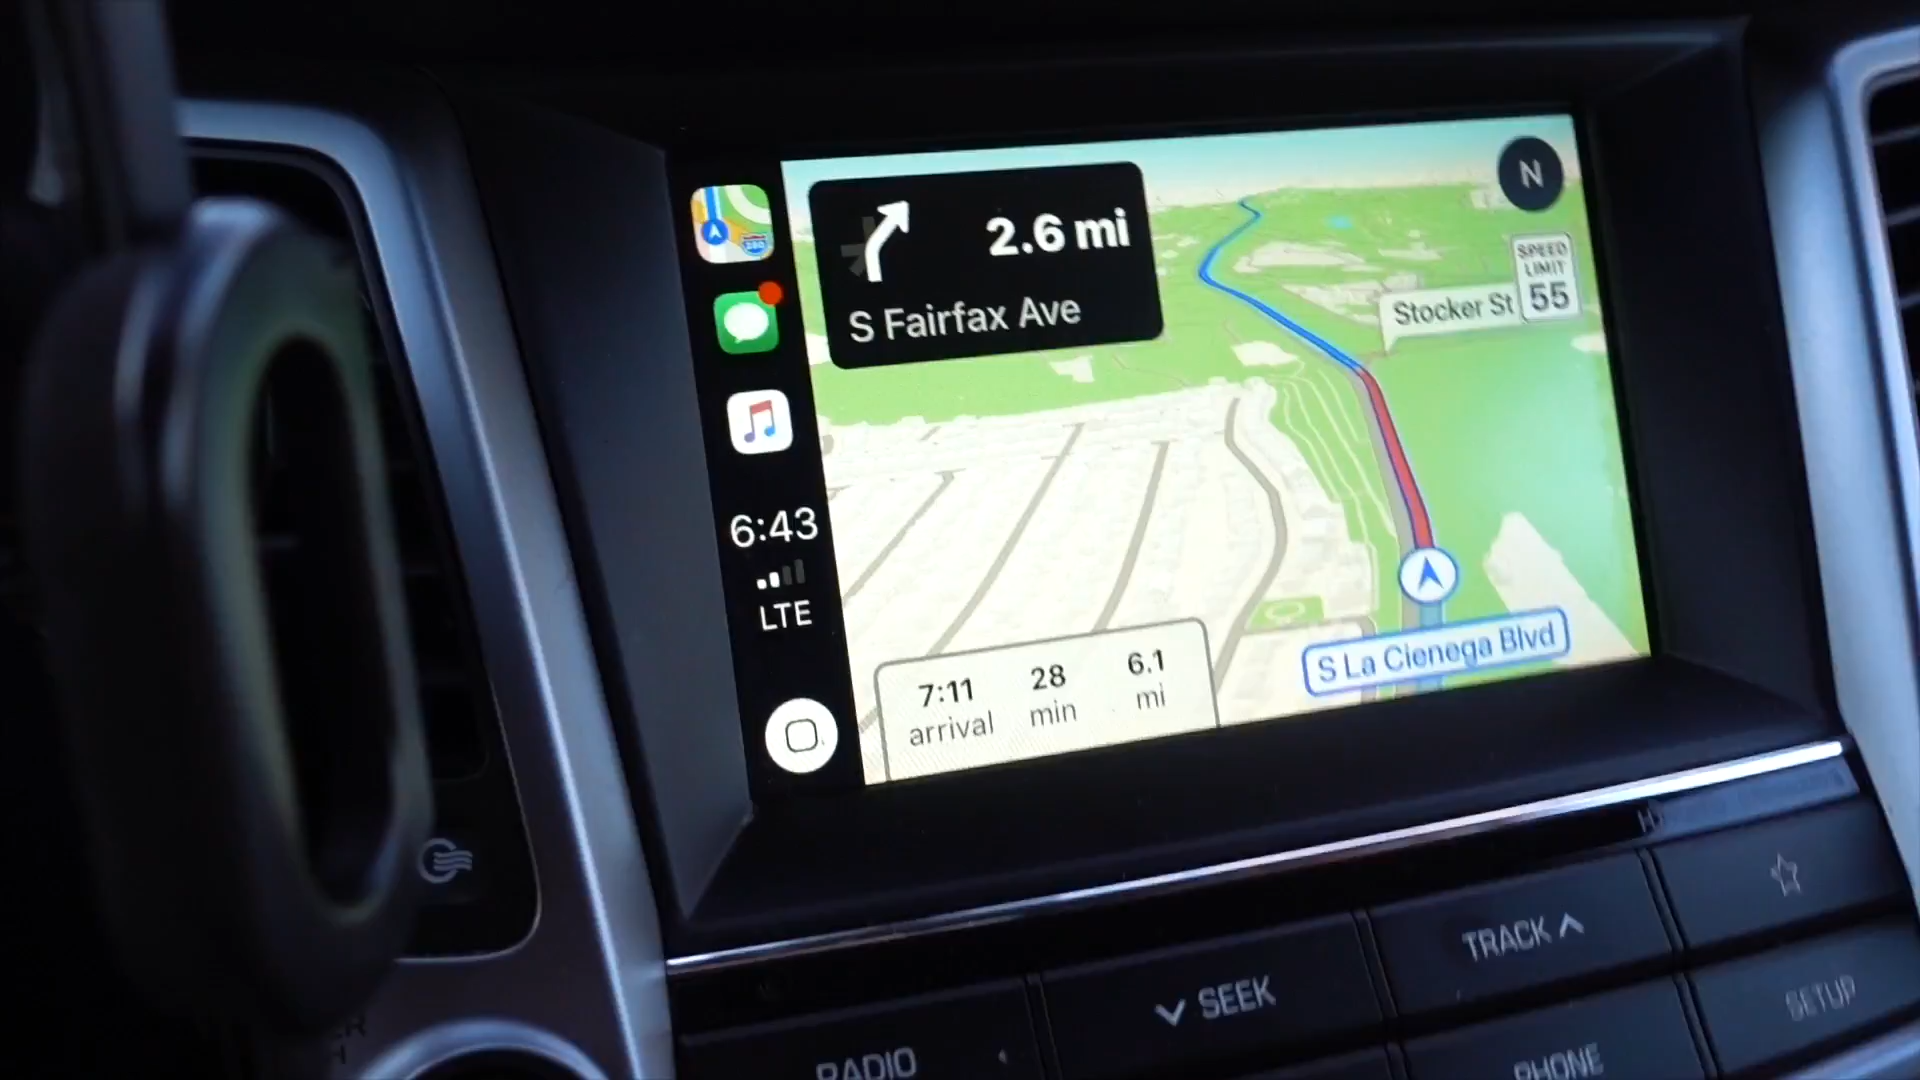 2.6 mi
S Fairfax Ave
N
SPEED
LIMIT
55
Stocker St
280
6:43
LTE
7:11
arrival
28
min
6.1
mi
S La Cienega Blvd
TRACK
SEEK
SETUP
RADIO
PHONE